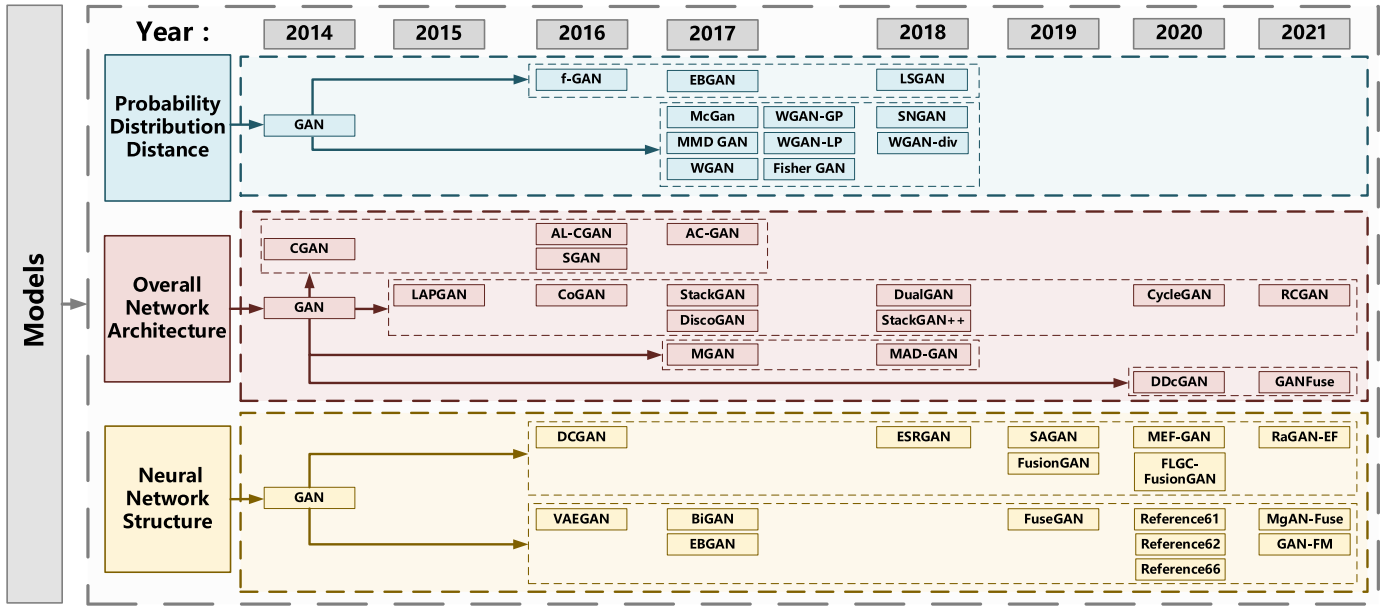 Models
Year : 2014 2015 2016 2017 2018 2019 2020 2021
Probability
Distribution
Distance
GAN
f-GAN EBGAN LSGAN
McGan WGAN-GP SNGAN
MMD GAN WGAN-LP WGAN-div
WGAN Fisher GAN
Overall
Network
Architecture
CGAN
AL-CGAN AC-GAN
SGAN
GAN
LAPGAN CoGAN StackGAN DualGAN CycleGAN RCGAN
DiscoGAN StackGAN++
MGAN MAD-GAN
DDcGAN GANFuse
Neural
Network
Structure
GAN
DCGAN ESRGAN SAGAN MEF-GAN RaGAN-EF
FusionGAN FLGC-
FusionGAN
VAEGAN BiGAN FuseGAN Reference61 MgAN-Fuse
EBGAN Reference62 GAN-FM
Reference66